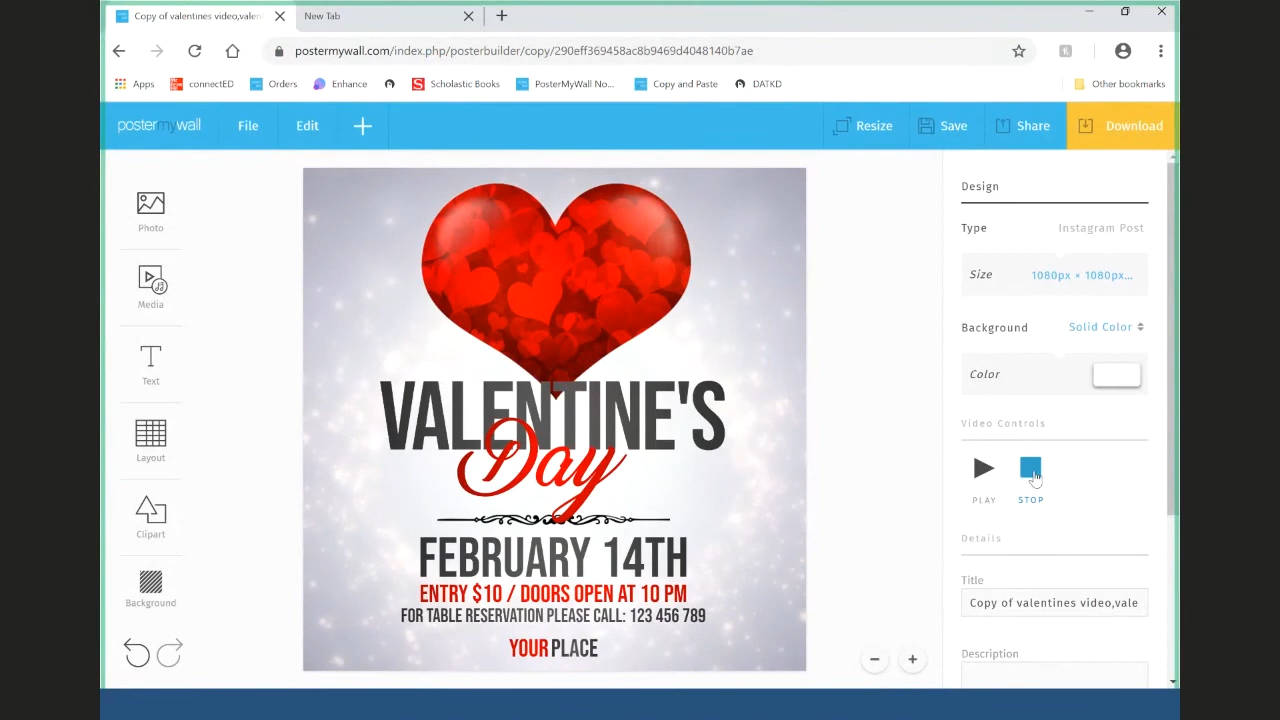 Copy of valentines video,valen
New Tab
postermywall.com/index.php/posterbuilder/copy/290eff369458ac8b9469d4048140b7ae
Apps
connectED
Orders
Enhance
Scholastic Books
PosterMyWall No...
Copy and Paste
DATKD
Other bookmarks
postermywall
File
Edit
Resize
Save
Share
Download
Photo
Media
Text
Layout
Clipart
Background
VALENTINE'S
Day
FEBRUARY 14TH
ENTRY $10 / DOORS OPEN AT 10 PM
FOR TABLE RESERVATION PLEASE CALL: 123 456 789
YOUR PLACE
Design
Type Instagram Post
Size 1080px × 1080px...
Background Solid Color
Color
Video Controls
PLAY STOP
Details
Title
Copy of valentines video,vale
Description